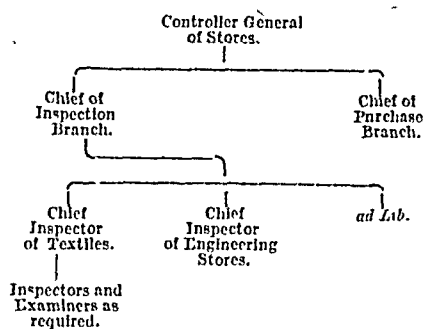 Controller General
of Stores.
Chief of
Inspection
Branch.
Chief of
Purchase
Branch.
Chief
Inspector
of Textiles.
Chief
Inspector
of Engineering
Stores.
ad Lib.
Inspectors and
Examiners as
required.